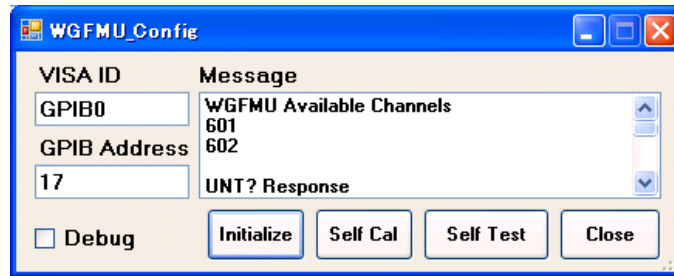 WGFMU_Config
VISA ID
Message
GPIB0
WGFMU Available Channels
601
602
UNT? Response
GPIB Address
17
Debug
Initialize
Self Cal
Self Test
Close